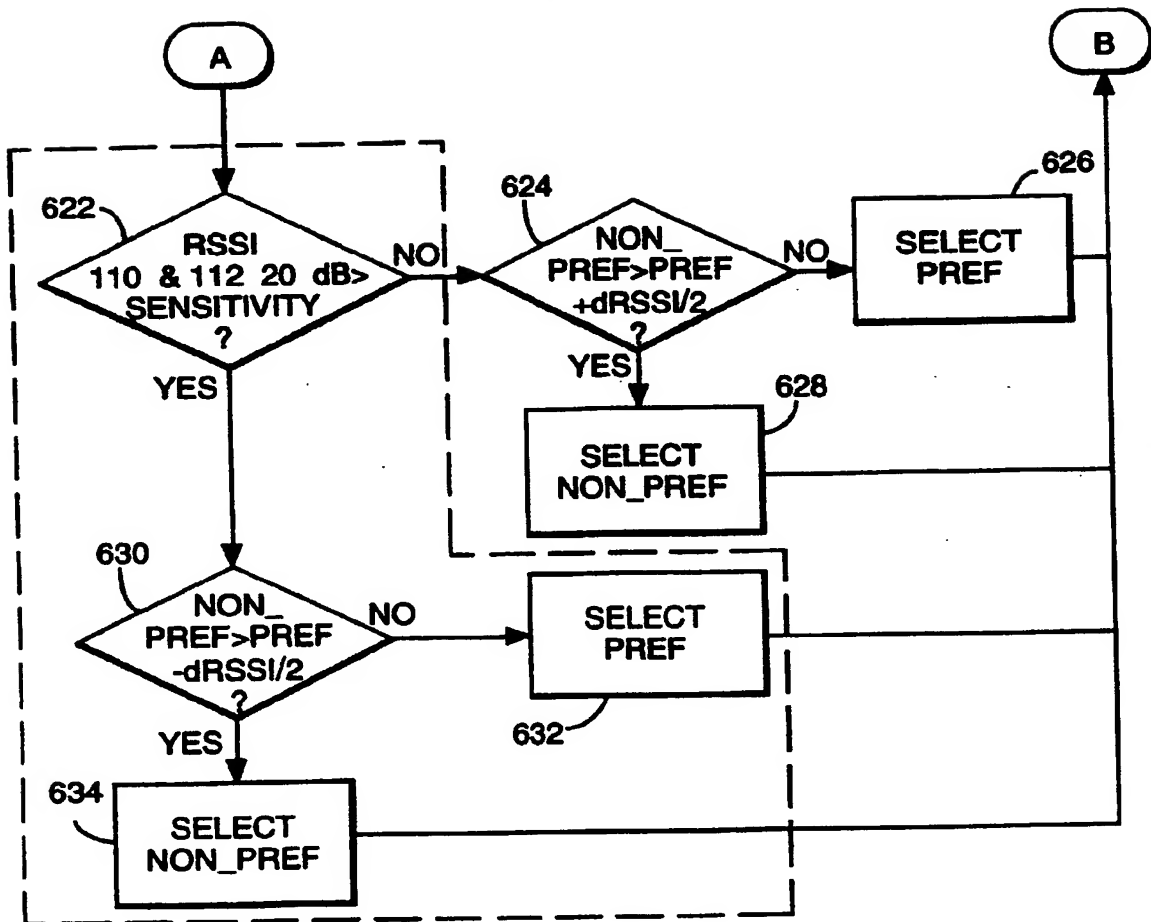 A
B
622
RSSI
110 & 112 20 dB>
SENSITIVITY
?
NO
YES
624
NON_
PREF>PREF
+dRSSI/2
?
NO
YES
626
SELECT
PREF
628
SELECT
NON_PREF
630
NON_
PREF>PREF
-dRSSI/2
?
NO
YES
SELECT
PREF
632
634
SELECT
NON_PREF